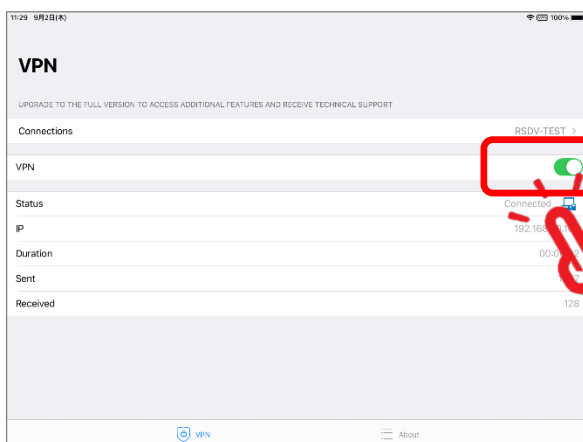 11:29 9月2日(木)
VPN 100%
VPN
UPGRADE TO THE FULL VERSION TO ACCESS ADDITIONAL FEATURES AND RECEIVE TECHNICAL SUPPORT
Connections RSDV-TEST >
VPN
Status Connected
IP
Duration
Sent
Received 128
VPN About